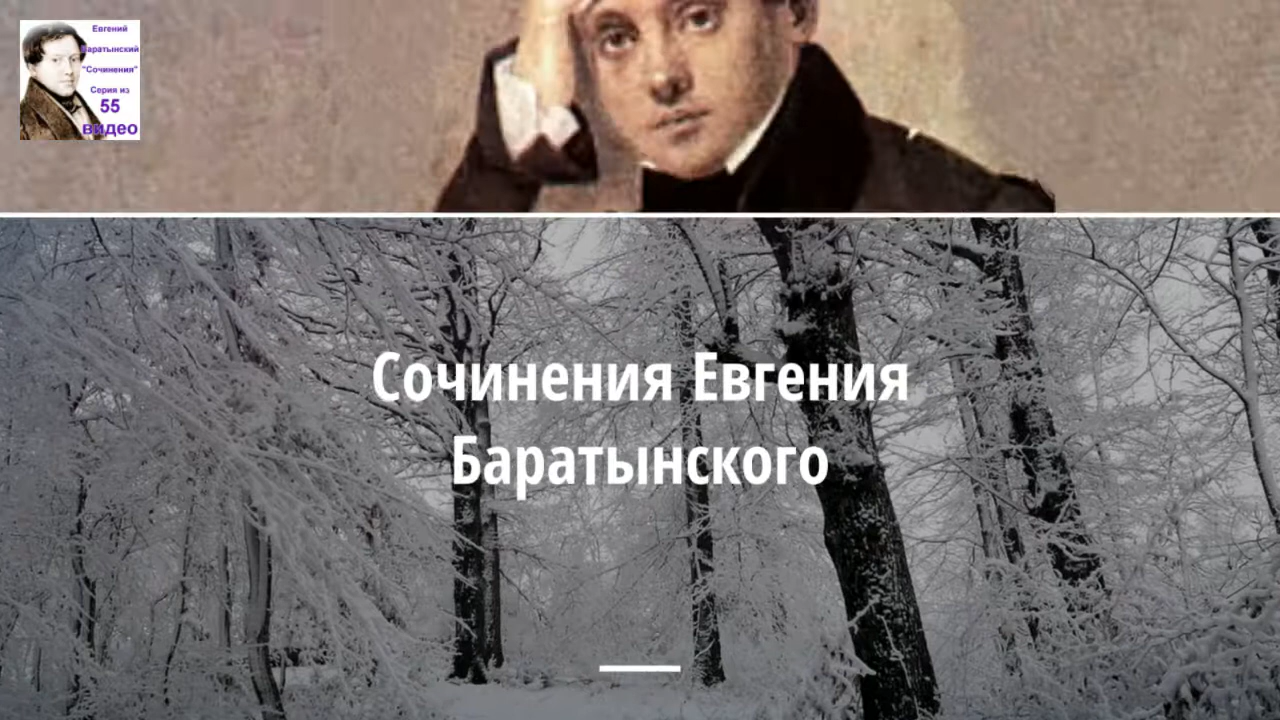 Евгений
Баратынский
"Сочинения"
Серия из
55
видео
Сочинения Евгения
Баратынского